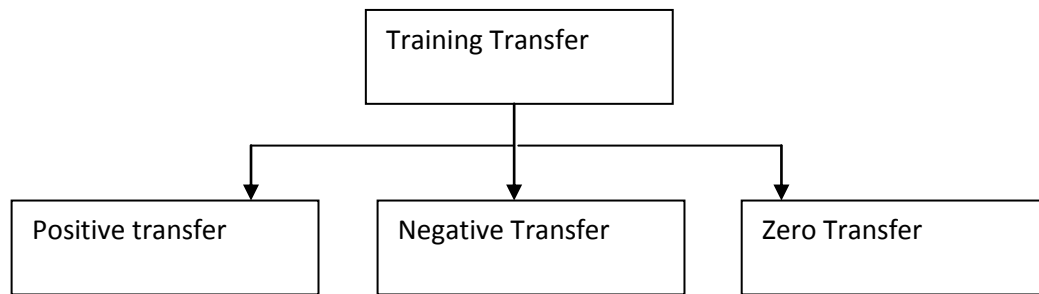 Training Transfer
Positive transfer
Negative Transfer
Zero Transfer